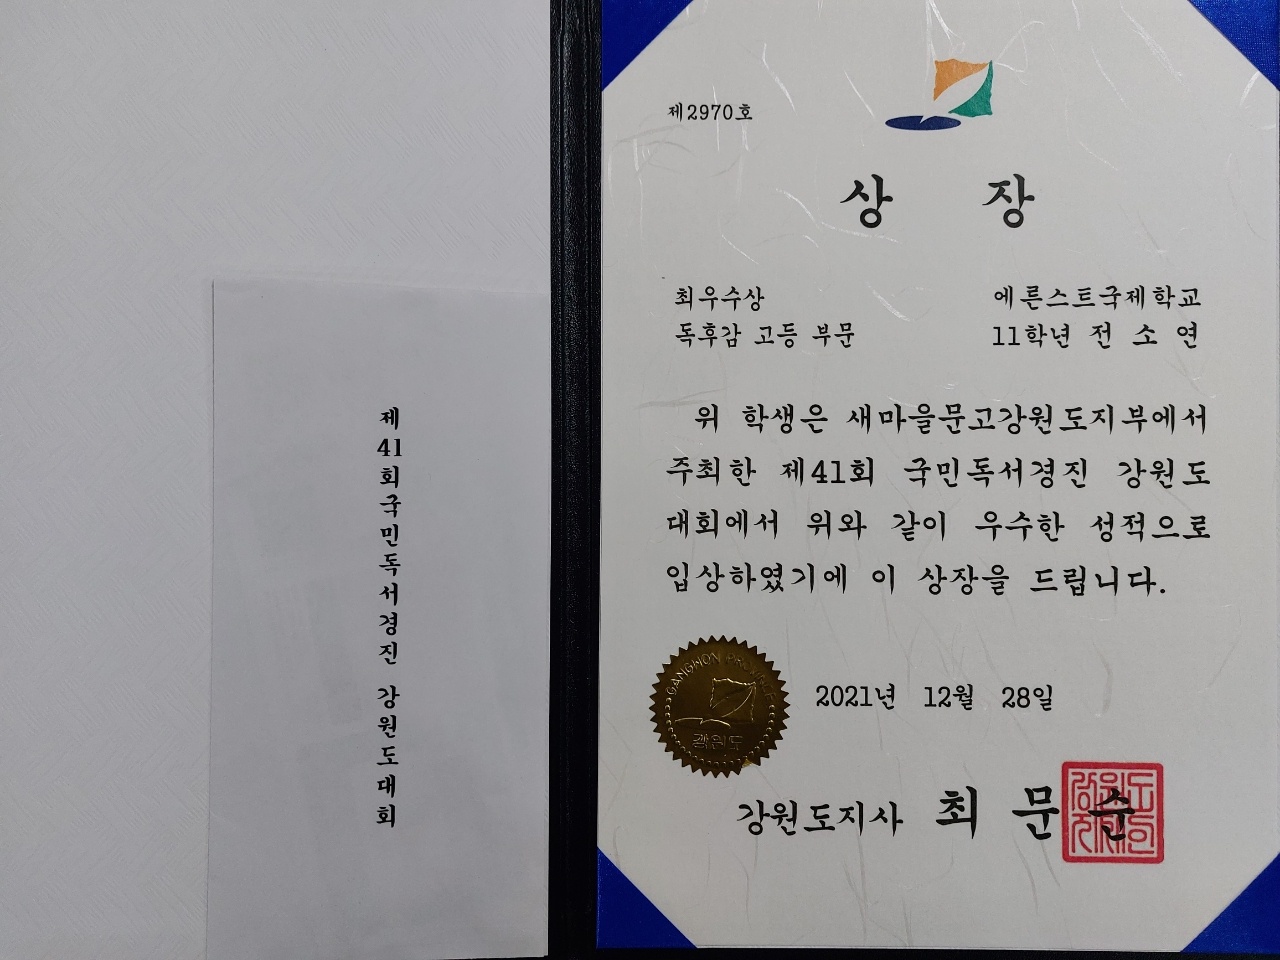 제
41
회
국
민
독
서
경
진
강
원
도
대
회
제2970호
상 장
최우수상
독후감 고등 부문
에른스트국제학교
11학년 전 소 연
위 학생은 새마을문고강원도지부에서
주최한 제41회 국민독서경진 강원도
대회에서 위와 같이 우수한 성적으로
입상하였기에 이 상장을 드립니다.
GANGWON PROVINCE
강원도
2021년 12월 28일
강원도지사 최 문 순